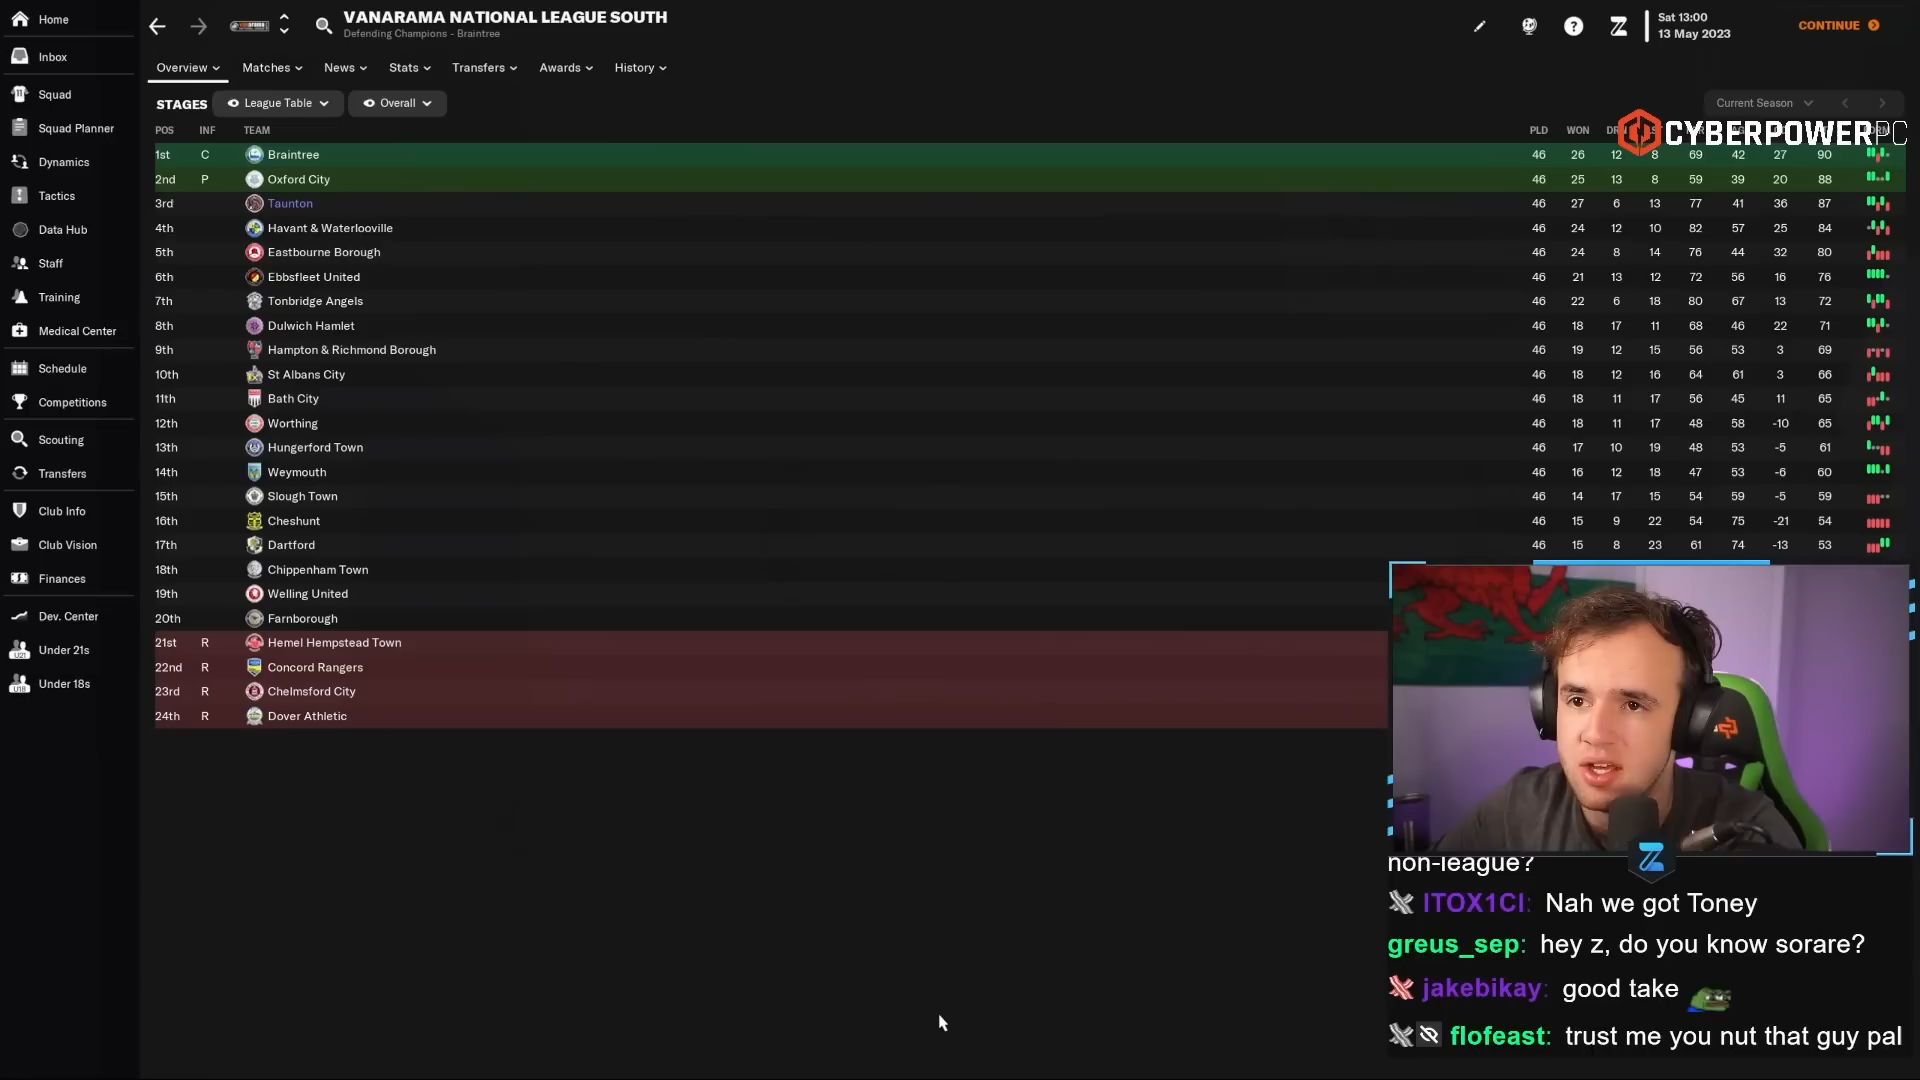 Home
Inbox
Squad
Squad Planner
Dynamics
Tactics
Data Hub
Staff
Training
Medical Center
Schedule
Competitions
Scouting
Transfers
Club Info
Club Vision
Finances
Dev. Center
Under 21s
Under 18s
VANARAMA NATIONAL LEAGUE SOUTH
Defending Champions - Braintree
Sat 13:00
13 May 2023
CONTINUE
Overview Matches News Stats Transfers Awards History
STAGES League Table Overall Current Season
CYBERPOWERPC
POS INF TEAM PLD WON
1st C Braintree 46 26 12 8 69 42 27 90
2nd P Oxford City 46 25 13 8 59 39 20 88
3rd Taunton 46 27 6 13 77 41 36 87
4th Havant & Waterlooville 46 24 12 10 82 57 25 84
5th Eastbourne Borough 46 24 8 14 76 44 32 80
6th Ebbsfleet United 46 21 13 12 72 56 16 76
7th Tonbridge Angels 46 22 6 18 80 67 13 72
8th Dulwich Hamlet 46 18 17 11 68 46 22 71
9th Hampton & Richmond Borough 46 19 12 15 56 53 3 69
10th St Albans City 46 18 12 16 64 61 3 66
11th Bath City 46 18 11 17 56 45 11 65
12th Worthing 46 18 11 17 48 58 -10 65
13th Hungerford Town 46 17 10 19 48 53 -5 61
14th Weymouth 46 16 12 18 47 53 -6 60
15th Slough Town 46 14 17 15 54 59 -5 59
16th Cheshunt 46 15 9 22 54 75 -21 54
17th Dartford 46 15 8 23 61 74 -13 53
18th Chippenham Town
19th Welling United
20th Farnborough
21st R Hemel Hempstead Town
22nd R Concord Rangers
23rd R Chelmsford City
24th R Dover Athletic
non-league?
ITOX1CI: Nah we got Toney
greus_sep: hey z, do you know sorare?
jakebikay: good take
flofeast: trust me you nut that guy pal